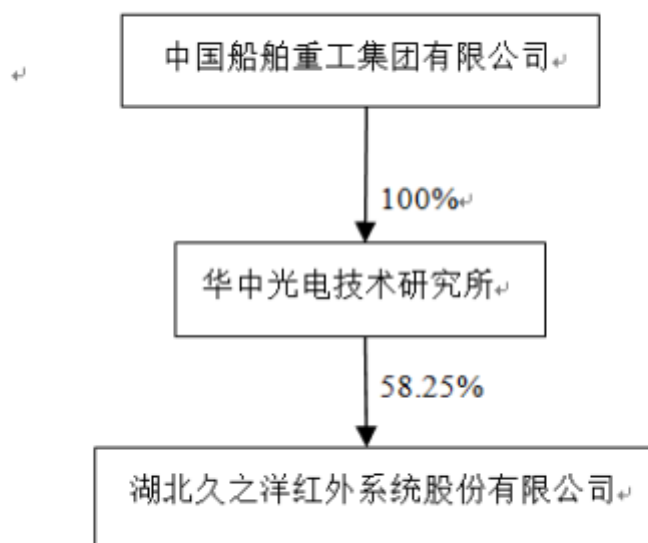 中国船舶重工集团有限公司
100%
华中光电技术研究所
58.25%
湖北久之洋红外系统股份有限公司